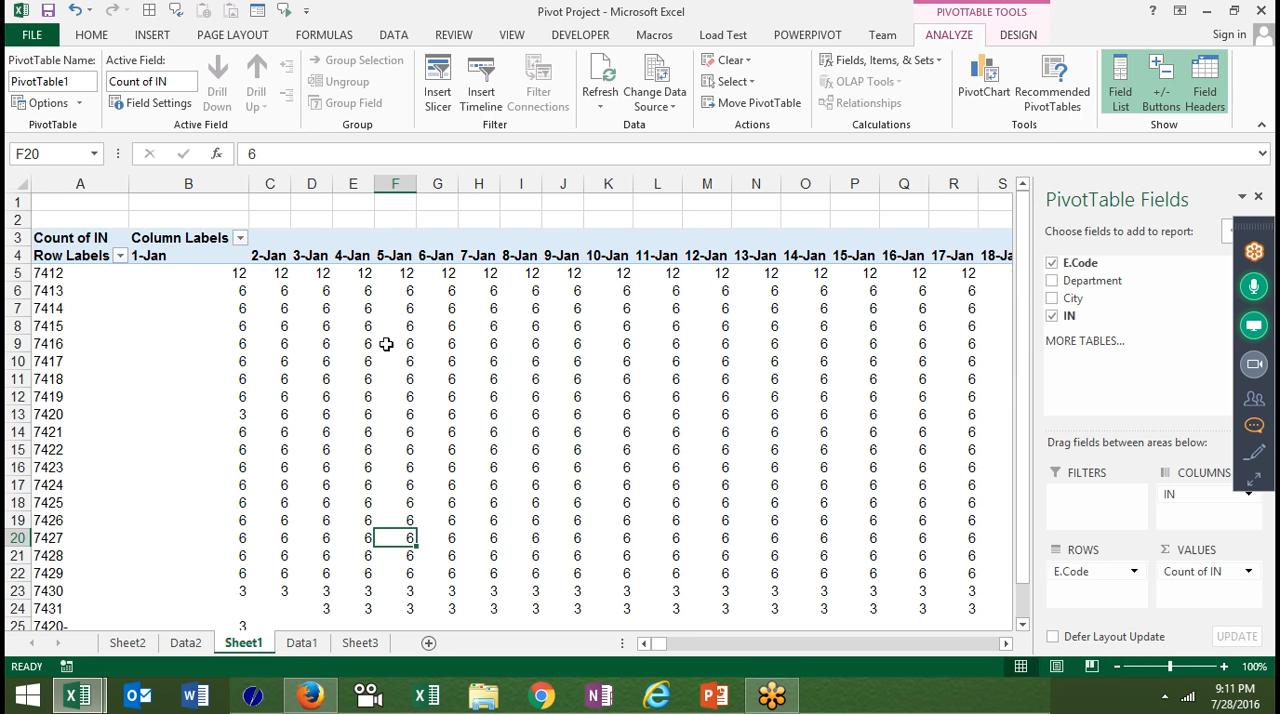 Pivot Project - Microsoft Excel
PIVOTTABLE TOOLS
FILE HOME INSERT PAGE LAYOUT FORMULAS DATA REVIEW VIEW DEVELOPER Macros Load Test POWERPIVOT Team ANALYZE DESIGN Sign in
PivotTable Name:
PivotTable1
Options
PivotTable
Active Field:
Count of IN
Field Settings
Drill Down
Drill Up
Active Field
Group Selection
Ungroup
Group Field
Group
Insert Slicer
Insert Timeline
Filter Connections
Filter
Refresh
Change Data Source
Data
Clear
Select
Move PivotTable
Actions
Fields, Items, & Sets
OLAP Tools
Relationships
Calculations
PivotChart
Recommended PivotTables
Tools
Field List
+/- Buttons
Field Headers
Show
F20 fx 6
A B C D E F G H I J K L M N O P Q R S
1
2
3 Count of IN Column Labels
4 Row Labels 1-Jan 2-Jan 3-Jan 4-Jan 5-Jan 6-Jan 7-Jan 8-Jan 9-Jan 10-Jan 11-Jan 12-Jan 13-Jan 14-Jan 15-Jan 16-Jan 17-Jan
5 7412 12 12 12 12 12 12 12 12 12 12 12 12 12 12 12 12 12
6 7413 6 6 6 6 6 6 6 6 6 6 6 6 6 6 6 6 6
7 7414 6 6 6 6 6 6 6 6 6 6 6 6 6 6 6 6 6
8 7415 6 6 6 6 6 6 6 6 6 6 6 6 6 6 6 6 6
9 7416 6 6 6 6 6 6 6 6 6 6 6 6 6 6 6 6 6
10 7417 6 6 6 6 6 6 6 6 6 6 6 6 6 6 6 6 6
11 7418 6 6 6 6 6 6 6 6 6 6 6 6 6 6 6 6 6
12 7419 6 6 6 6 6 6 6 6 6 6 6 6 6 6 6 6 6
13 7420 3 6 6 6 6 6 6 6 6 6 6 6 6 6 6 6 6
14 7421 6 6 6 6 6 6 6 6 6 6 6 6 6 6 6 6 6
15 7422 6 6 6 6 6 6 6 6 6 6 6 6 6 6 6 6 6
16 7423 6 6 6 6 6 6 6 6 6 6 6 6 6 6 6 6 6
17 7424 6 6 6 6 6 6 6 6 6 6 6 6 6 6 6 6 6
18 7425 6 6 6 6 6 6 6 6 6 6 6 6 6 6 6 6 6
19 7426 6 6 6 6 6 6 6 6 6 6 6 6 6 6 6 6 6
20 7427 6 6 6 6 6 6 6 6 6 6 6 6 6 6 6 6 6
21 7428 6 6 6 6 6 6 6 6 6 6 6 6 6 6 6 6 6
22 7429 6 6 6 6 6 6 6 6 6 6 6 6 6 6 6 6 6
23 7430 3 3 3 3 3 3 3 3 3 3 3 3 3 3 3 3 3
24 7431 3 3 3 3 3 3 3 3 3 3 3 3 3 3 3
25 7420- 3
PivotTable Fields
Choose fields to add to report:
E.Code
Department
City
IN
MORE TABLES...
Drag fields between areas below:
FILTERS COLUMNS
IN
ROWS VALUES
E.Code Count of IN
Defer Layout Update UPDATE
Sheet2 Data2 Sheet1 Data1 Sheet3
READY 100%
9:11 PM
7/28/2016